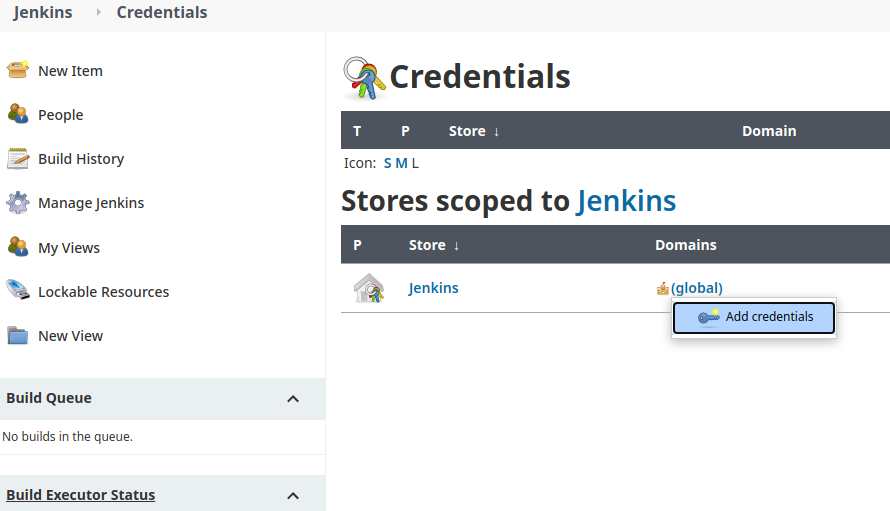 Jenkins Credentials
New Item
People
Build History
Manage Jenkins
My Views
Lockable Resources
New View
Build Queue
No builds in the queue.
Build Executor Status
Credentials
T P Store ↓ Domain
Icon: S M L
Stores scoped to Jenkins
P Store ↓ Domains
Jenkins (global)
Add credentials